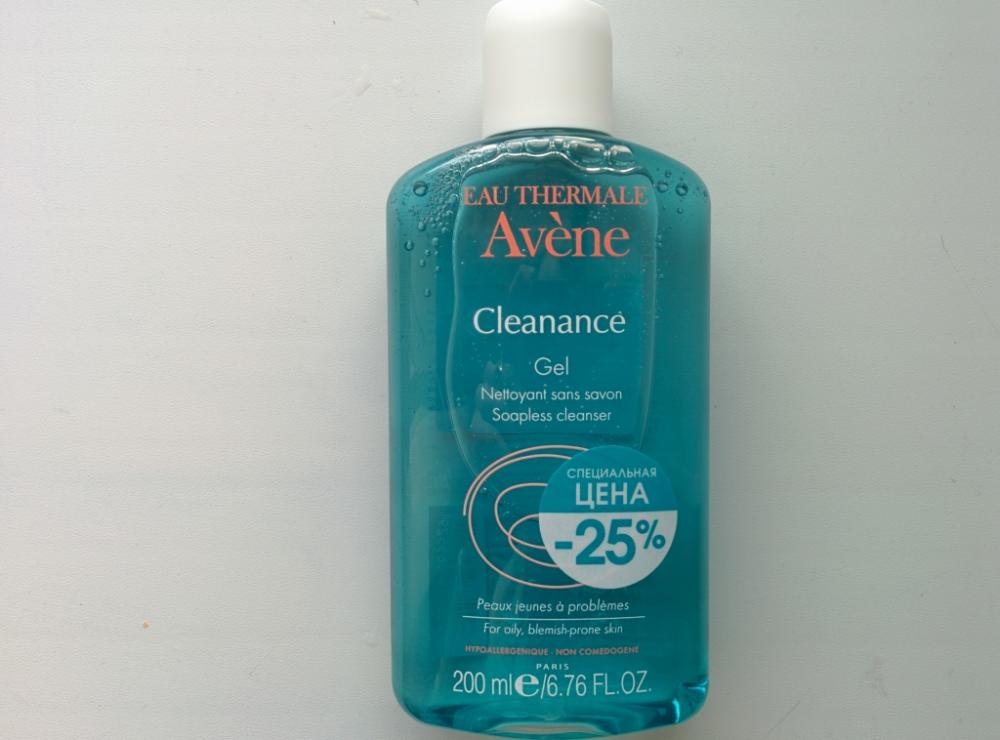 EAU THERMALE
Avène
Cleanance
Gel
Nettoyant sans savon
Soapless cleanser
СПЕЦИАЛЬНАЯ
ЦЕНА
-25%
Peaux jeunes à problèmes
For oily, blemish-prone skin
HYPOALLERGENIQUE - NON COMEDOGENE
PARIS
200 ml e/6.76 FL.OZ.